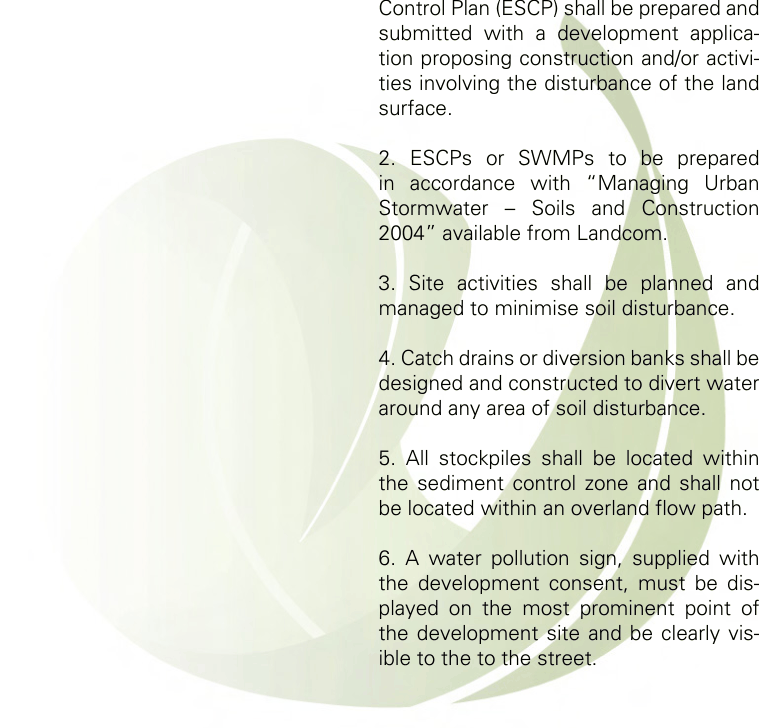 Control Plan (ESCP) shall be prepared and
submitted with a development applica-
tion proposing construction and/or activi-
ties involving the disturbance of the land
surface.
2. ESCPs or SWMPs to be prepared
in accordance with “Managing Urban
Stormwater – Soils and Construction
2004” available from Landcom.
3. Site activities shall be planned and
managed to minimise soil disturbance.
4. Catch drains or diversion banks shall be
designed and constructed to divert water
around any area of soil disturbance.
5. All stockpiles shall be located within
the sediment control zone and shall not
be located within an overland flow path.
6. A water pollution sign, supplied with
the development consent, must be dis-
played on the most prominent point of
the development site and be clearly vis-
ible to the to the street.